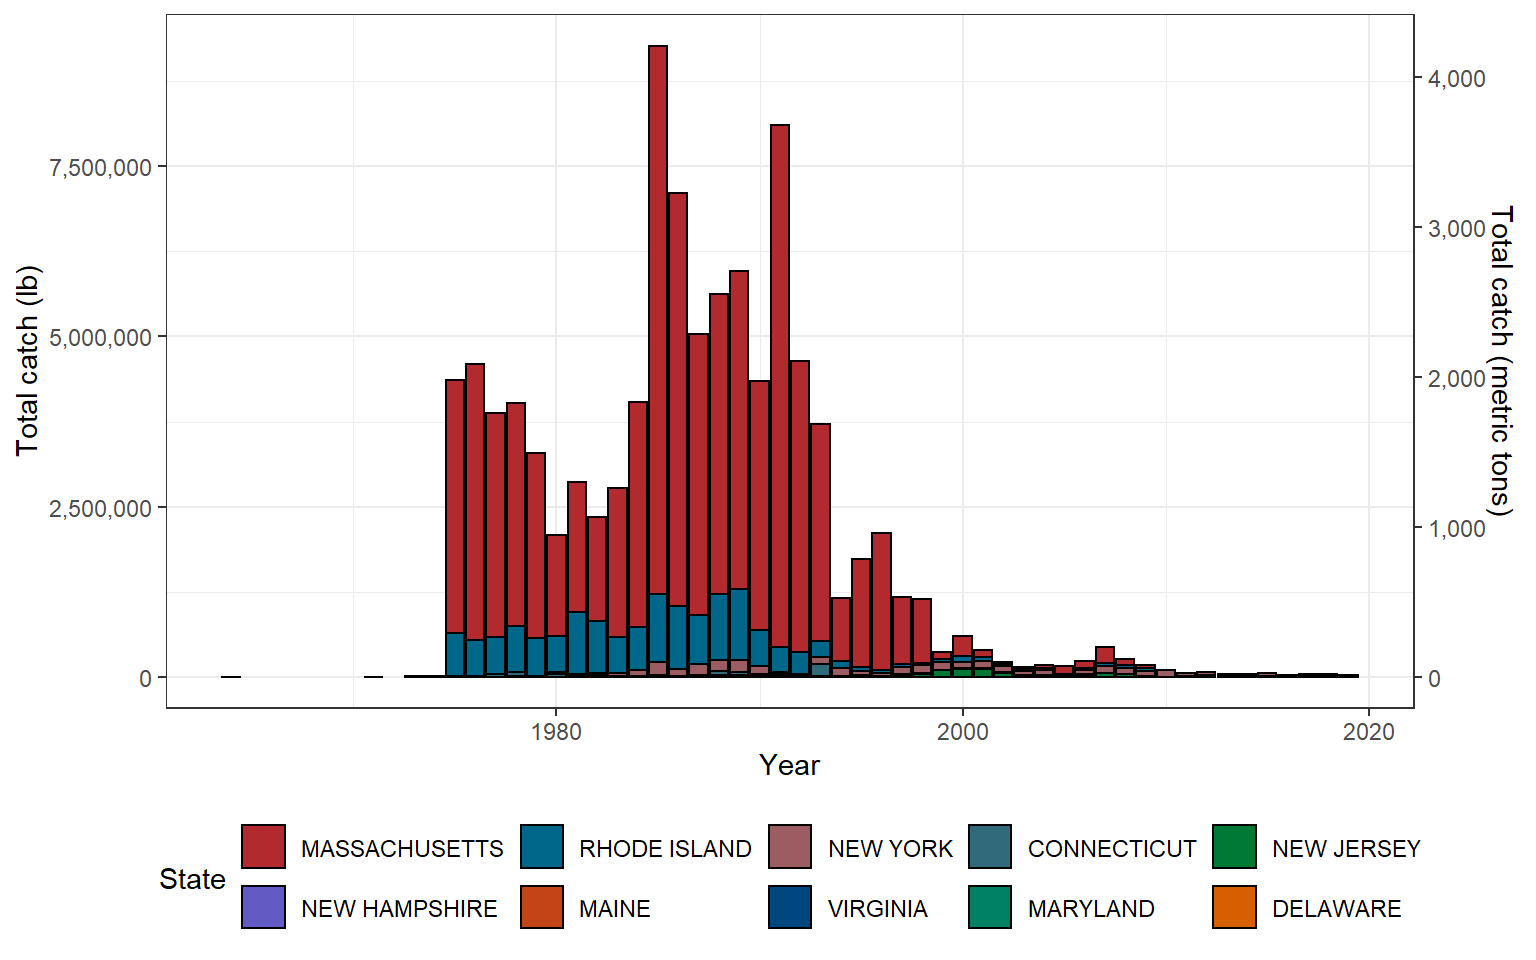 Total catch (lb)
7,500,000
5,000,000
2,500,000
0
4,000
3,000
2,000
1,000
0
Total catch (metric tons)
1980 2000 2020
Year
State
MASSACHUSETTS RHODE ISLAND NEW YORK CONNECTICUT NEW JERSEY
NEW HAMPSHIRE MAINE VIRGINIA MARYLAND DELAWARE